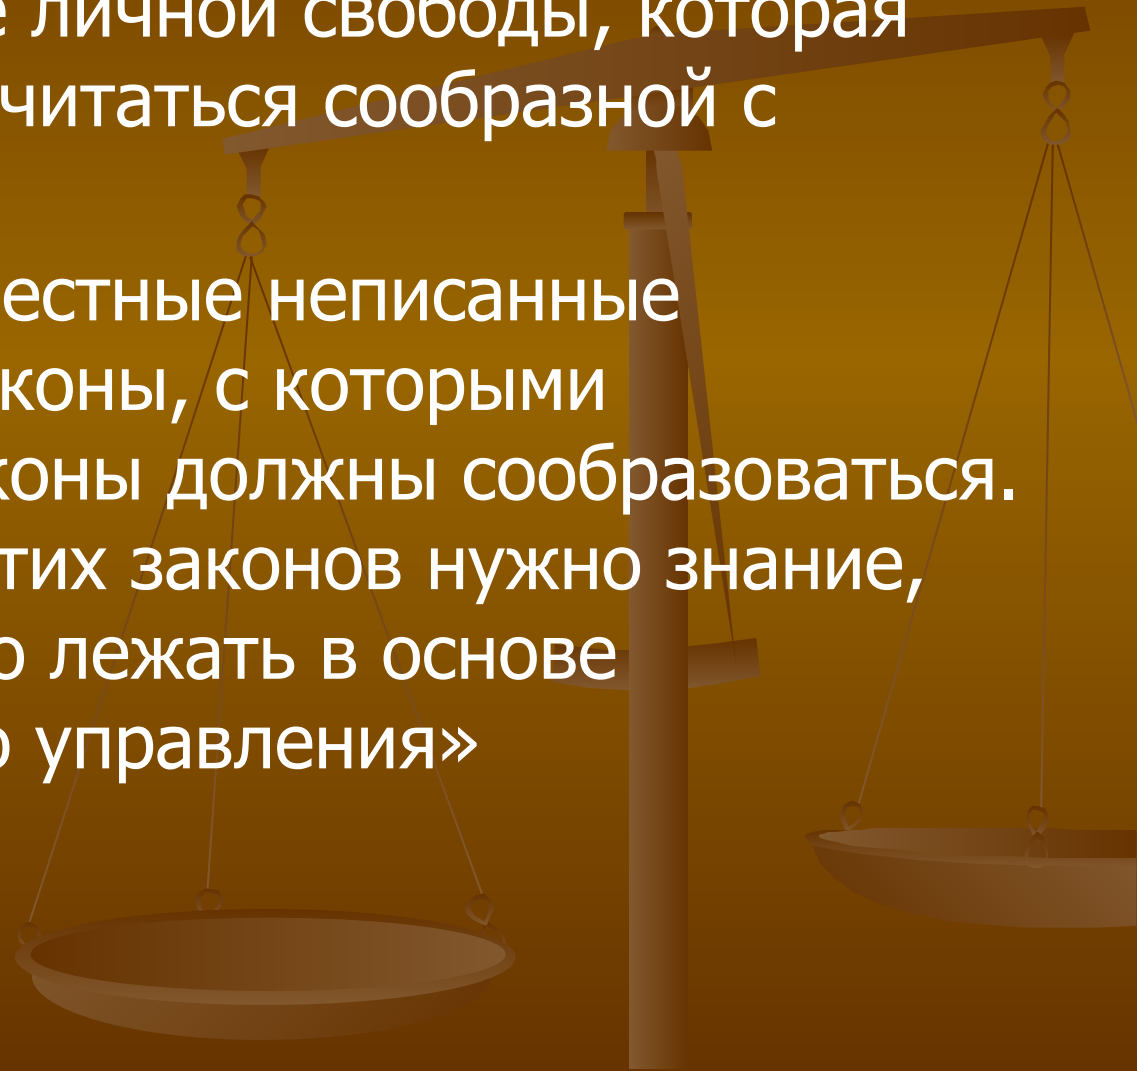 е личной свободы, которая
читаться сообразной с
естные неписанные
коны, с которыми
коны должны сообразоваться.
тих законов нужно знание,
о лежать в основе
о управления»